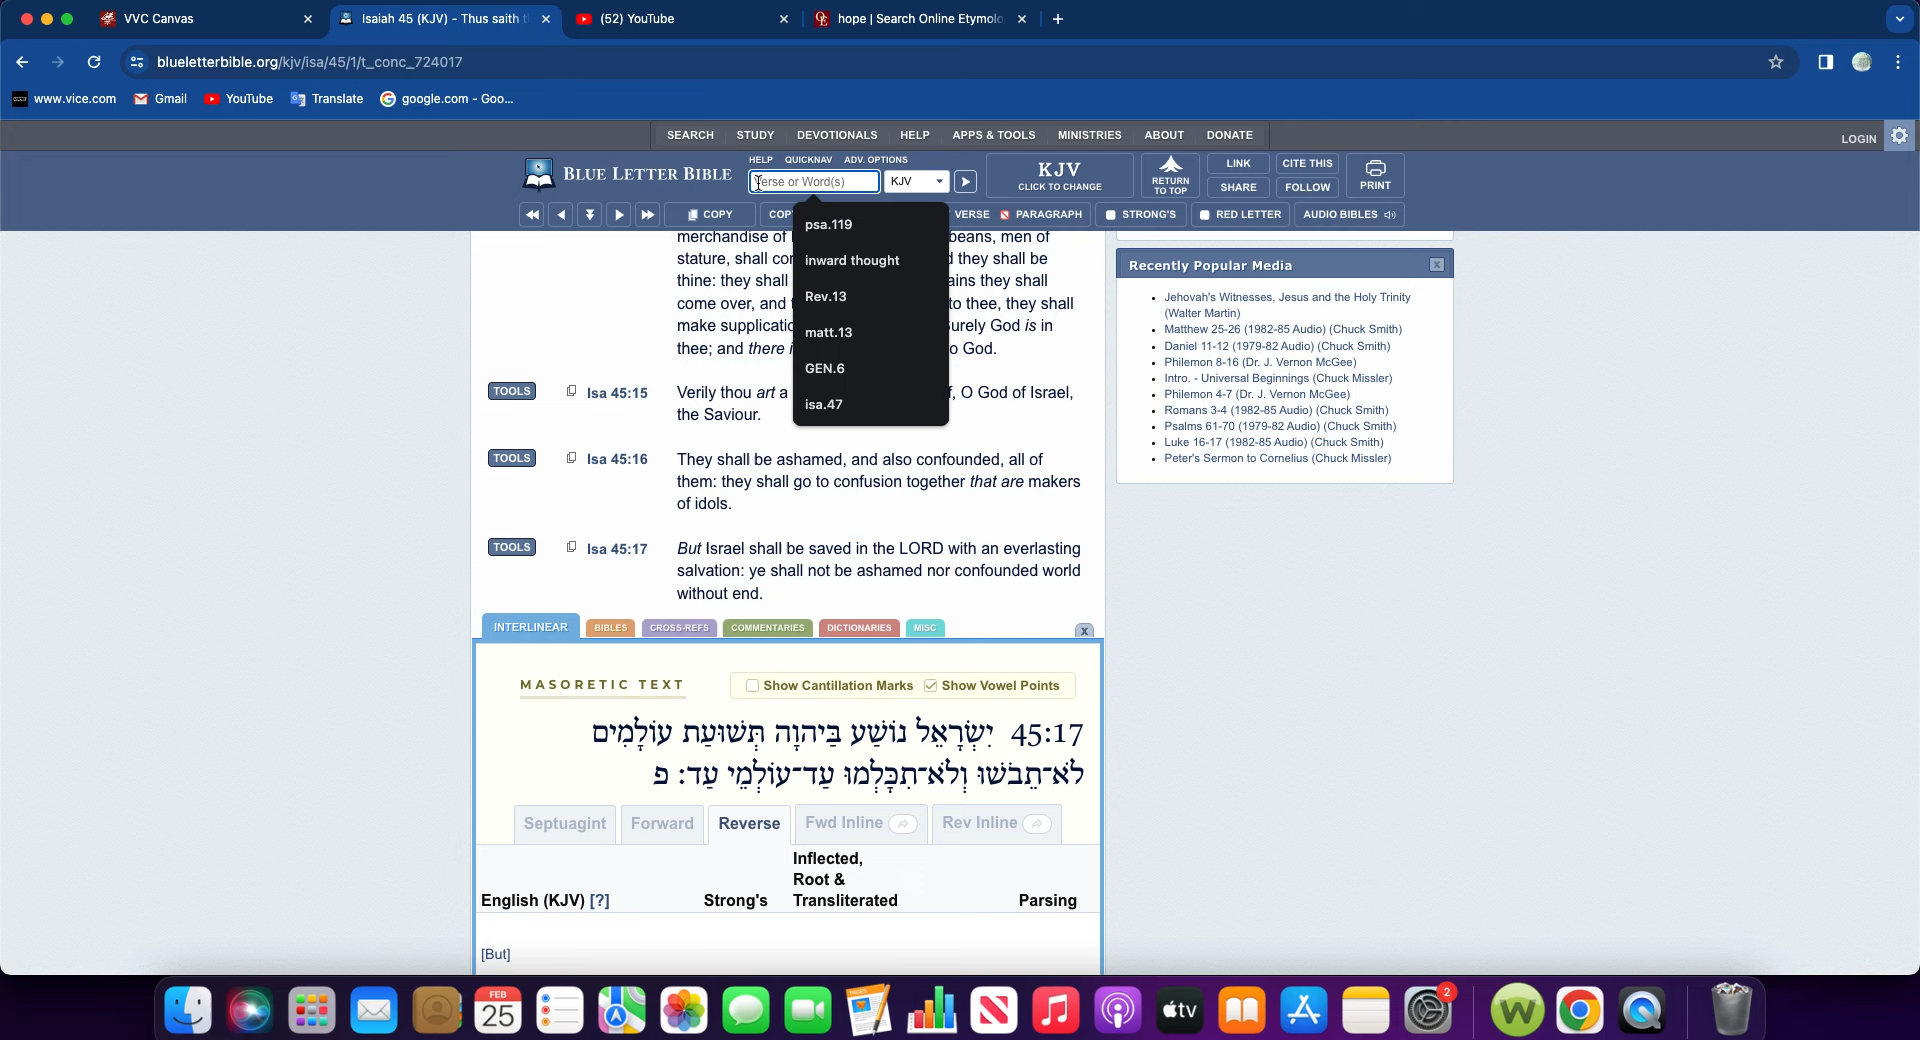 VVC Canvas
Isaiah 45 (KJV) - Thus saith t
(52) YouTube
hope | Search Online Etymolo
blueletterbible.org/kjv/isa/45/1/t_conc_724017
www.vice.com
Gmail
YouTube
Translate
google.com - Goo...
SEARCH STUDY DEVOTIONALS HELP APPS & TOOLS MINISTRIES ABOUT DONATE
LOGIN
BLUE LETTER BIBLE
HELP QUICKNAV ADV. OPTIONS
Verse or Word(s)
KJV
KJV
CLICK TO CHANGE
RETURN
TO TOP
LINK
CITE THIS
SHARE
FOLLOW
PRINT
COPY
VERSE
PARAGRAPH
STRONG'S
RED LETTER
AUDIO BIBLES
psa.119
inward thought
Rev.13
matt.13
GEN.6
isa.47
merchandise of beans, men of
stature, shall they shall be
thine: they shall they shall
come over, and to thee, they shall
make God is in
thee; and there o God.
TOOLS
Isa 45:15
Verily thou art a O God of Israel,
the Saviour.
TOOLS
Isa 45:16
They shall be ashamed, and also confounded, all of
them: they shall go to confusion together that are makers
of idols.
TOOLS
Isa 45:17
But Israel shall be saved in the LORD with an everlasting
salvation: ye shall not be ashamed nor confounded world
without end.
INTERLINEAR BIBLES CROSS-REFS COMMENTARIES DICTIONARIES MISC
x
MASORETIC TEXT
Show Cantillation Marks
Show Vowel Points
45:17 יִשְׂרָאֵל נוֹשַׁע בַּיהוָה תְּשׁוּעַת עוֹלָמִים
לֹא־תֵבֹשׁוּ וְלֹא־תִכָּלְמוּ עַד־עוֹלְמֵי עַד׃ פ
Septuagint Forward Reverse Fwd Inline Rev Inline
English (KJV) [?]
Strong's
Inflected,
Root &
Transliterated
Parsing
[But]
Recently Popular Media
x
Jehovah's Witnesses, Jesus and the Holy Trinity
(Walter Martin)
Matthew 25-26 (1982-85 Audio) (Chuck Smith)
Daniel 11-12 (1979-82 Audio) (Chuck Smith)
Philemon 8-16 (Dr. J. Vernon McGee)
Intro. - Universal Beginnings (Chuck Missler)
Philemon 4-7 (Dr. J. Vernon McGee)
Romans 3-4 (1982-85 Audio) (Chuck Smith)
Psalms 61-70 (1979-82 Audio) (Chuck Smith)
Luke 16-17 (1982-85 Audio) (Chuck Smith)
Peter's Sermon to Cornelius (Chuck Missler)
FEB
25
tv
2